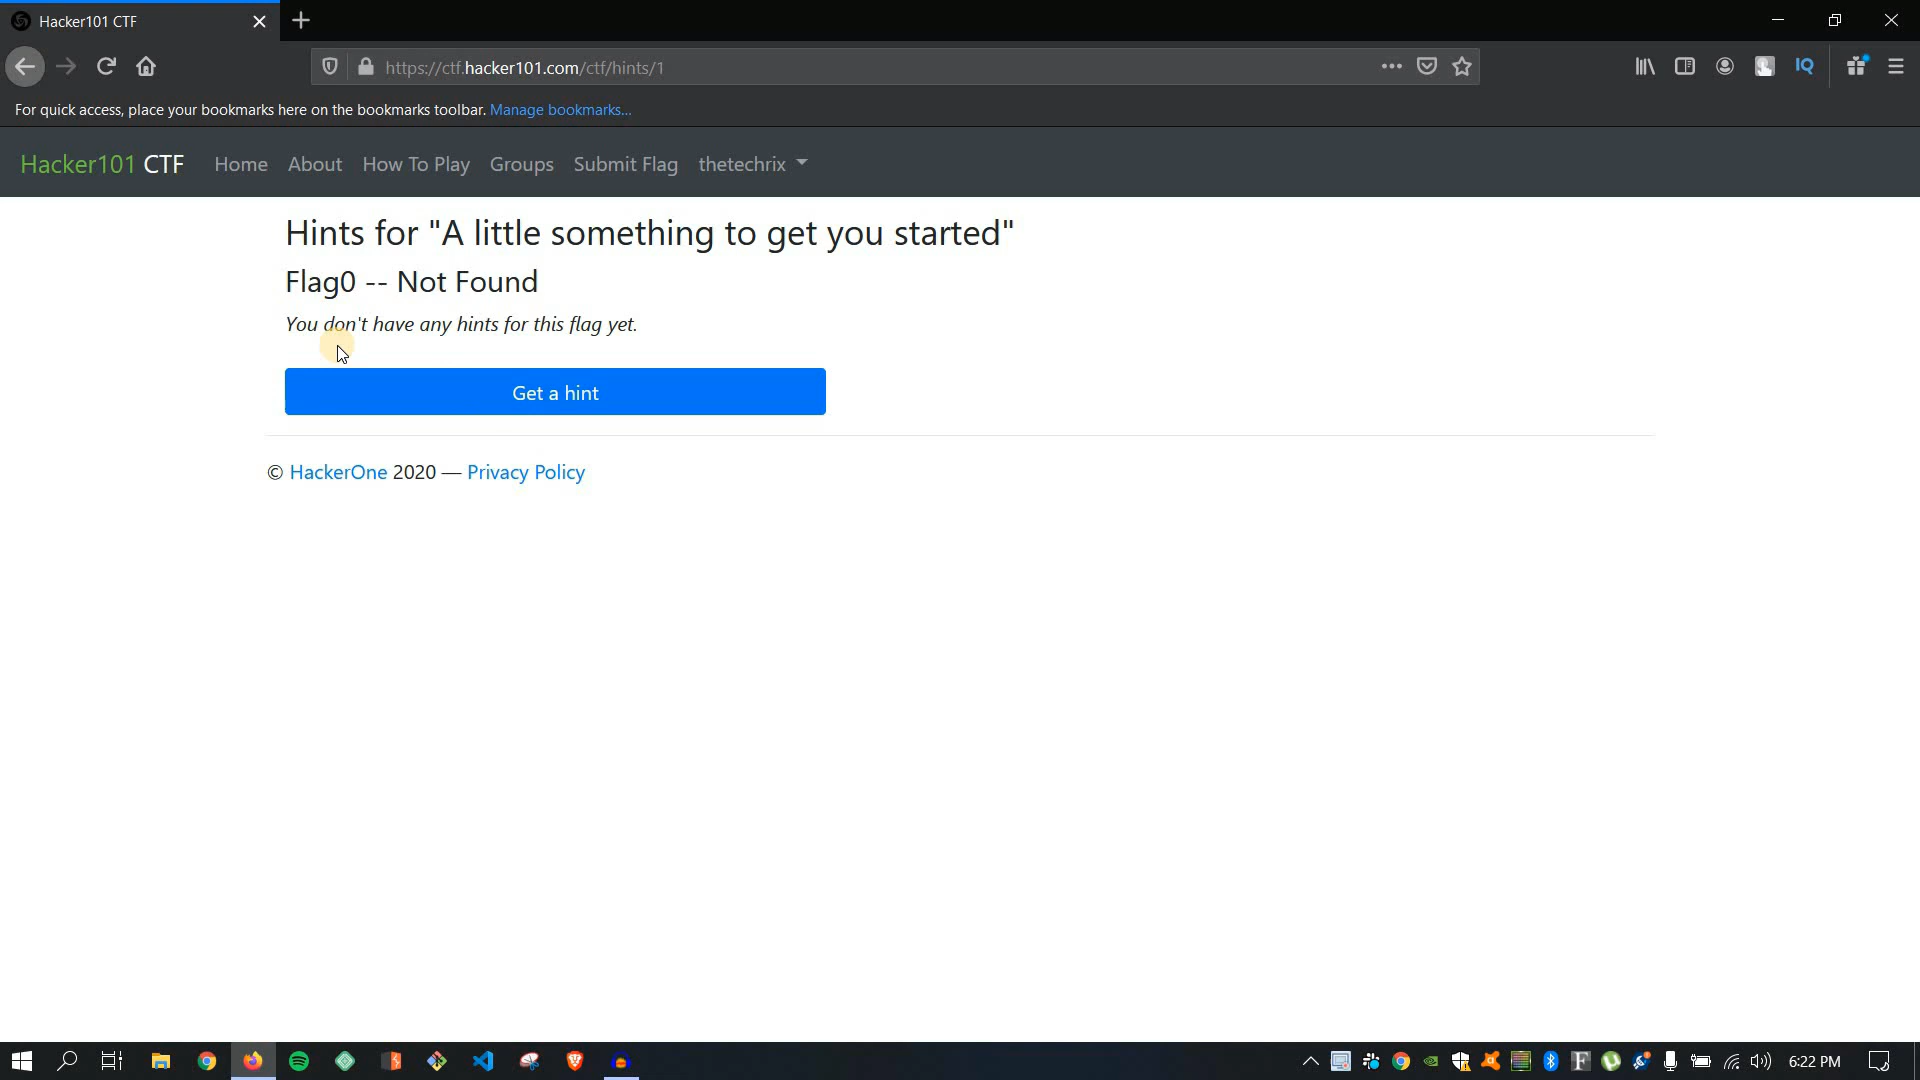 Hacker101 CTF
https://ctf.hacker101.com/ctf/hints/1
IQ
For quick access, place your bookmarks here on the bookmarks toolbar. Manage bookmarks...
Hacker101 CTF Home About How To Play Groups Submit Flag thetechrix
Hints for "A little something to get you started"
Flag0 -- Not Found
You don't have any hints for this flag yet.
Get a hint
© HackerOne 2020 — Privacy Policy
6:22 PM